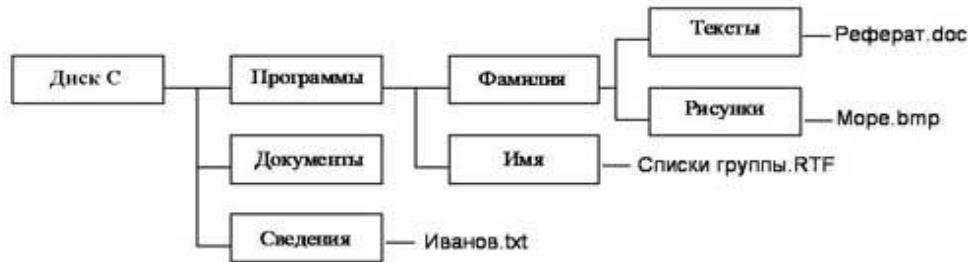 Тексты
Реферат.doc
Диск С
Программы
Фамилия
Рисунки
Море.bmp
Документы
Имя
Списки группы.RTF
Сведения
Иванов.txt